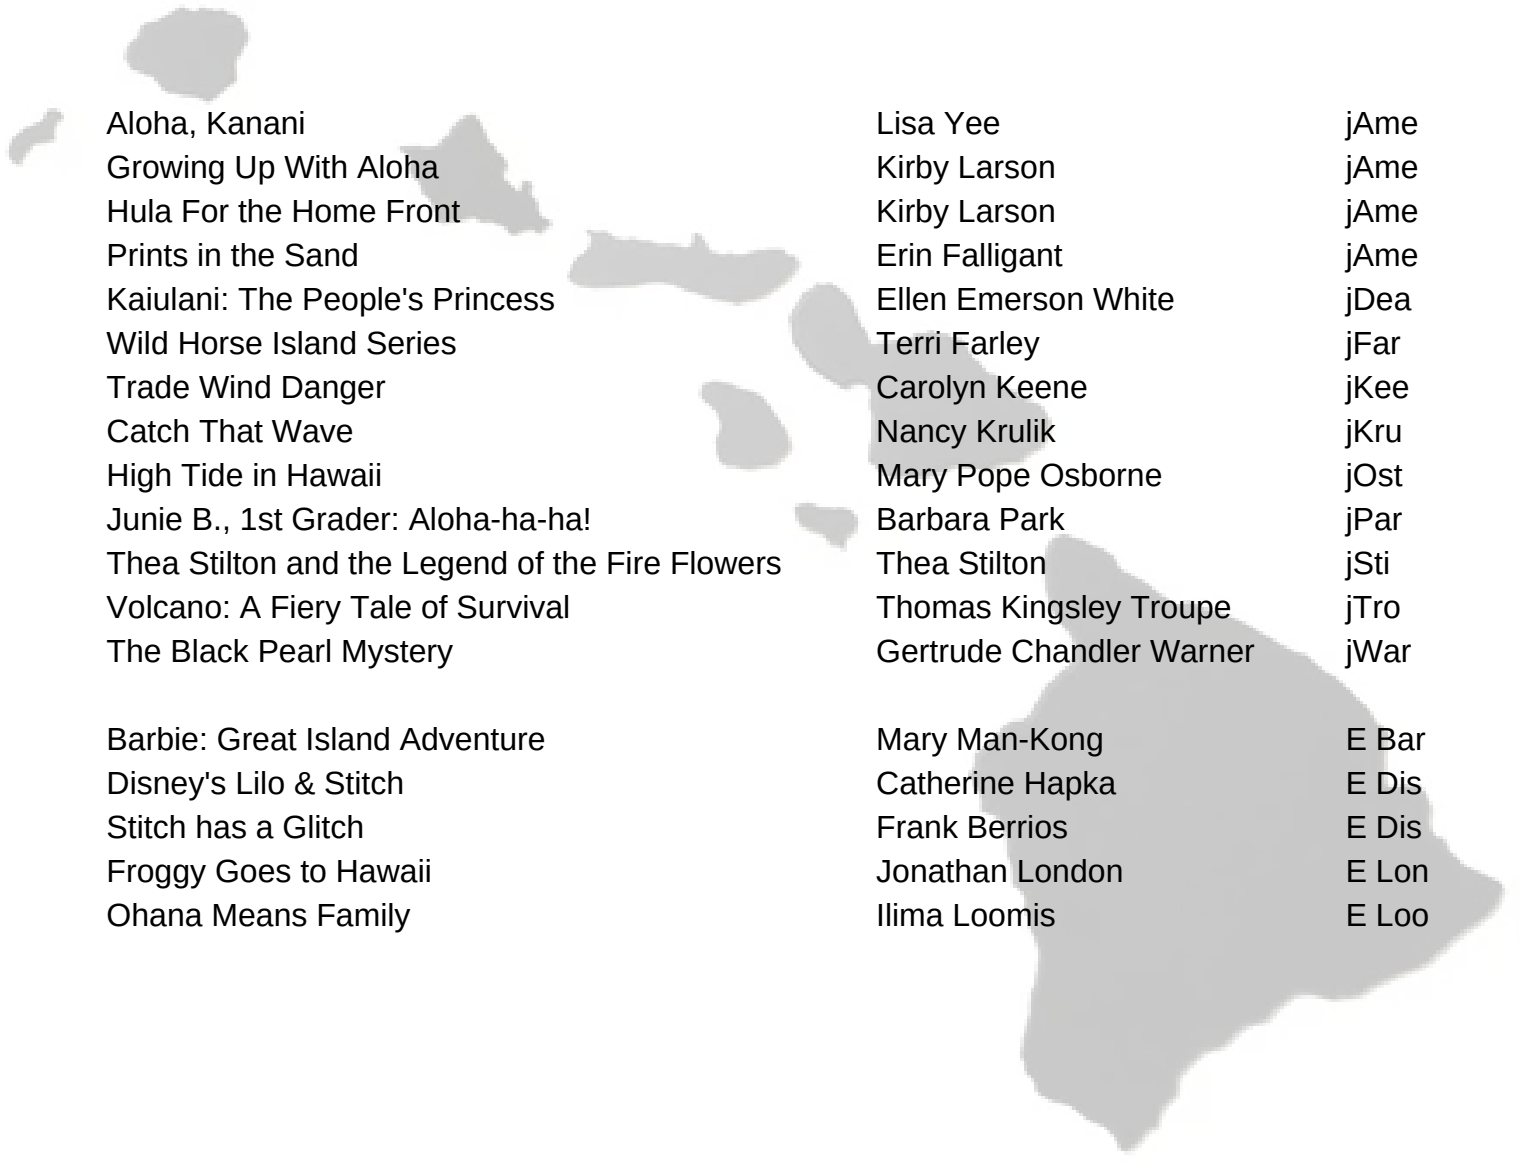 Aloha, Kanani Lisa Yee jAme
Growing Up With Aloha Kirby Larson jAme
Hula For the Home Front Kirby Larson jAme
Prints in the Sand Erin Falligant jAme
Kaiulani: The People's Princess Ellen Emerson White jDea
Wild Horse Island Series Terri Farley jFar
Trade Wind Danger Carolyn Keene jKee
Catch That Wave Nancy Krulik jKru
High Tide in Hawaii Mary Pope Osborne jOst
Junie B., 1st Grader: Aloha-ha-ha! Barbara Park jPar
Thea Stilton and the Legend of the Fire Flowers Thea Stilton jSti
Volcano: A Fiery Tale of Survival Thomas Kingsley Troupe jTro
The Black Pearl Mystery Gertrude Chandler Warner jWar
Barbie: Great Island Adventure Mary Man-Kong E Bar
Disney's Lilo & Stitch Catherine Hapka E Dis
Stitch has a Glitch Frank Berrios E Dis
Froggy Goes to Hawaii Jonathan London E Lon
Ohana Means Family Ilima Loomis E Loo